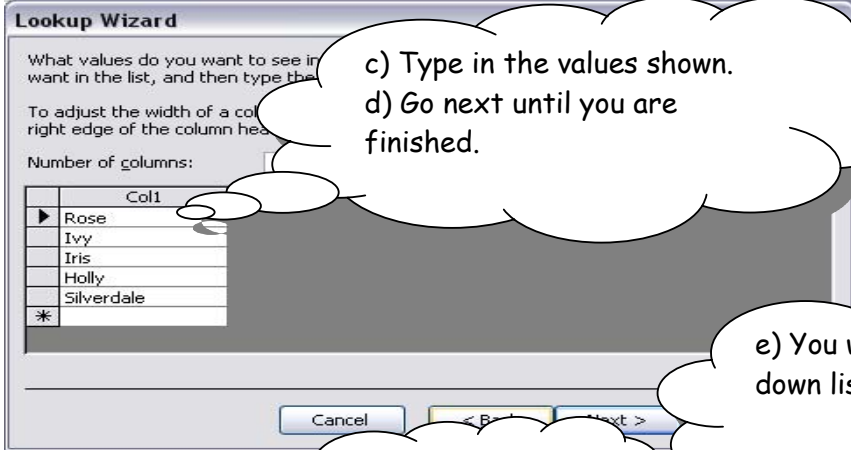 Lookup Wizard
What values do you want to see in
want in the list, and then type the
To adjust the width of a col
right edge of the column hea
Number of columns:
c) Type in the values shown.
d) Go next until you are
finished.
Col1
Rose
Ivy
Iris
Holly
Silverdale
*
e) You
down lis
Cancel
< Ba
Next >